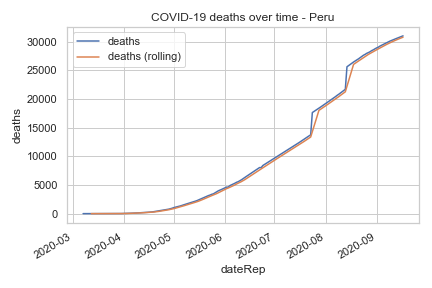 COVID-19 deaths over time - Peru
deaths
deaths (rolling)
30000
25000
20000
15000
10000
5000
0
deaths
2020-03
2020-04
2020-05
2020-06
2020-07
2020-08
2020-09
dateRep